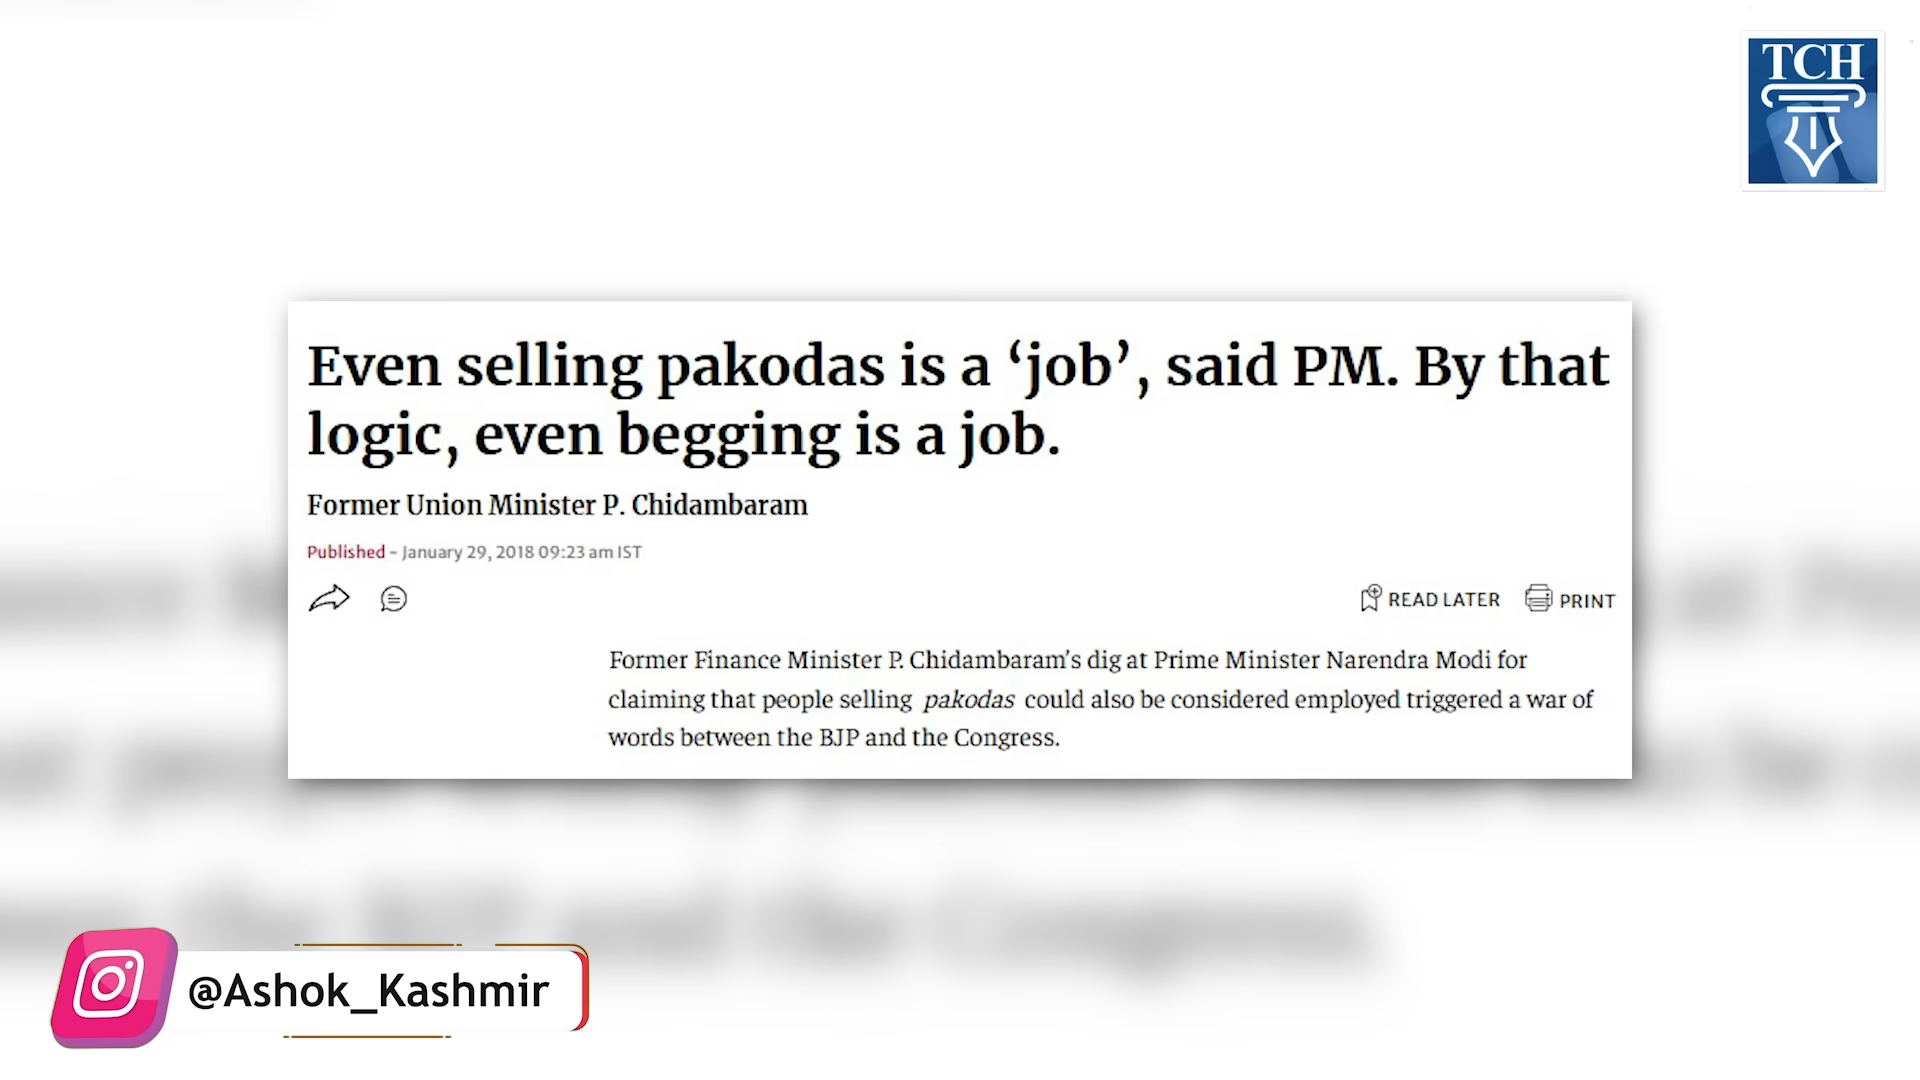 TCH
Even selling pakodas is a ‘job’, said PM. By that
logic, even begging is a job.
Former Union Minister P. Chidambaram
Published - January 29, 2018 09:23 am IST
READ LATER PRINT
Former Finance Minister P. Chidambaram’s dig at Prime Minister Narendra Modi for
claiming that people selling pakodas could also be considered employed triggered a war of
words between the BJP and the Congress.
@Ashok_Kashmir